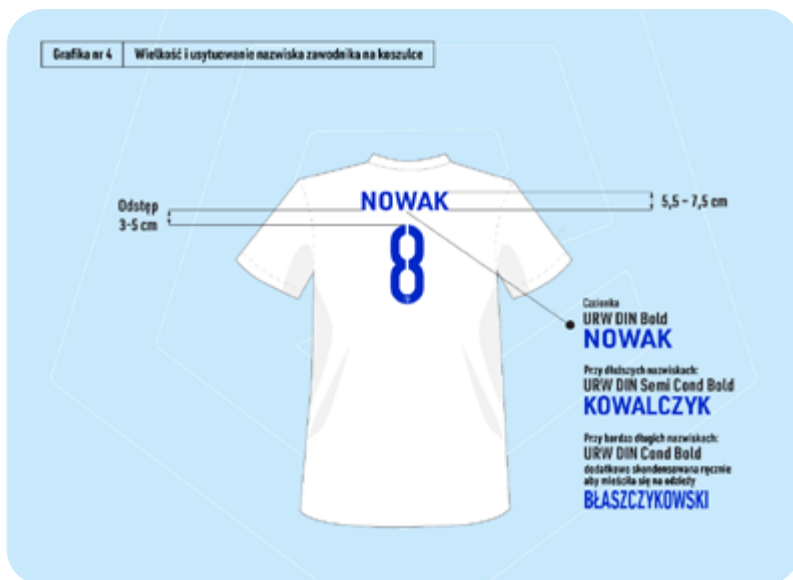 Grafika nr 4 Wielkość i usytuowanie nazwiska zawodnika na koszulce
NOWAK
5,5 - 7,5 cm
Odstęp
3-5 cm
8
Czcionka
URW DIN Bold
NOWAK
Przy dłuższych nazwiskach:
URW DIN Semi Cond Bold
KOWALCZYK
Przy bardzo długich nazwiskach:
URW DIN Cond Bold
dodatkowo skondensowana ręcznie
aby mieściła się na odzieży
BŁASZCZYKOWSKI